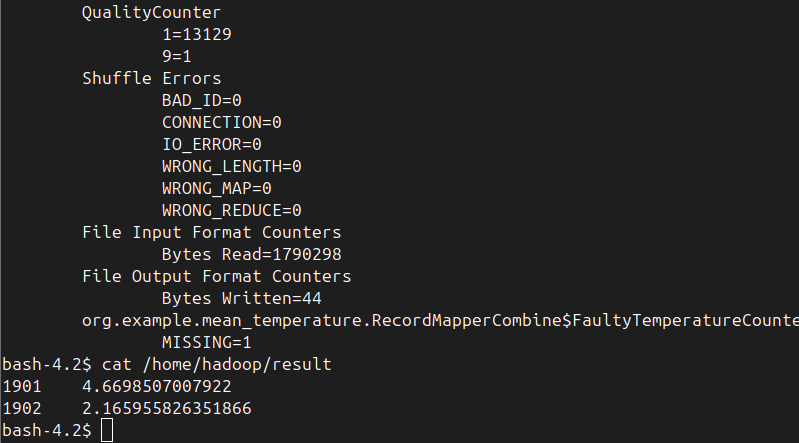 QualityCounter
1=13129
9=1
Shuffle Errors
BAD_ID=0
CONNECTION=0
IO_ERROR=0
WRONG_LENGTH=0
WRONG_MAP=0
WRONG_REDUCE=0
File Input Format Counters
Bytes Read=1790298
File Output Format Counters
Bytes Written=44
org.example.mean_temperature.RecordMapperCombine$FaultyTemperatureCounte
MISSING=1
bash-4.2$ cat /home/hadoop/result
1901 4.6698507007922
1902 2.165955826351866
bash-4.2$